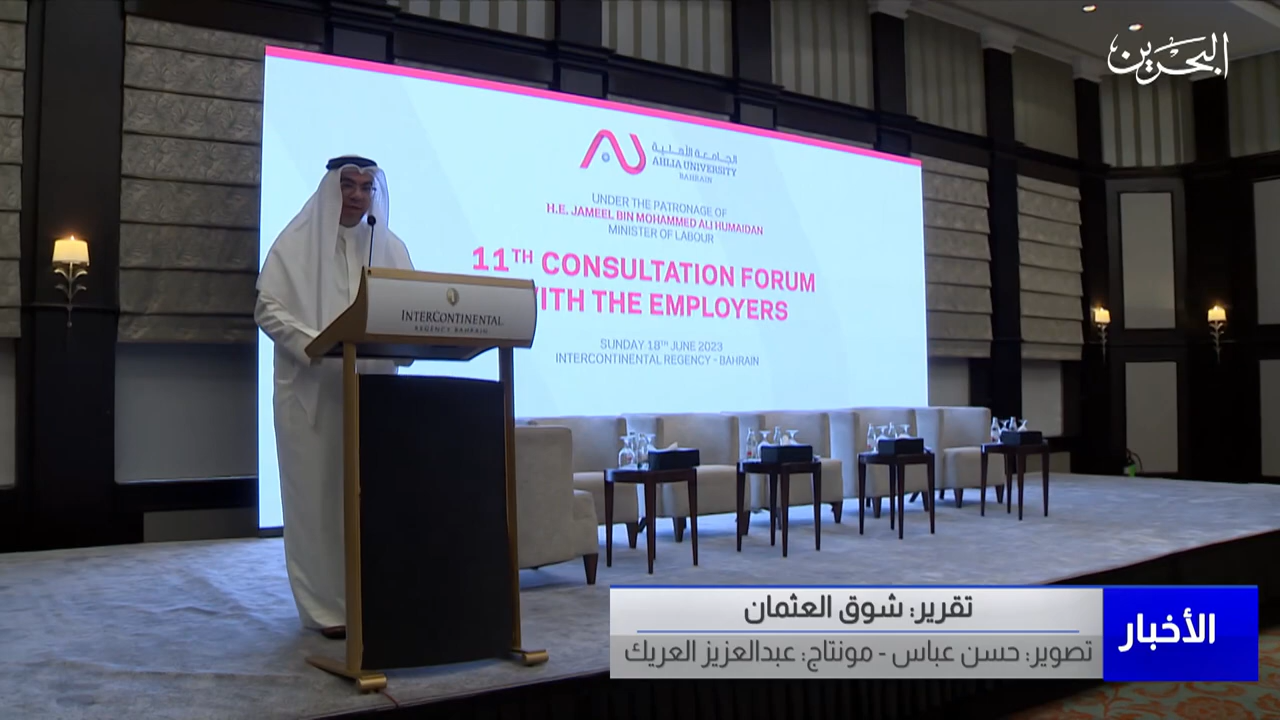 البحرين
الجامعة الأهلية
AHLIA UNIVERSITY
BAHRAIN
UNDER THE PATRONAGE OF
H.E. JAMEEL BIN MOHAMMED ALI HUMAIDAN
MINISTER OF LABOUR
11TH CONSULTATION FORUM
WITH THE EMPLOYERS
SUNDAY 18TH JUNE 2023
INTERCONTINENTAL REGENCY - BAHRAIN
INTERCONTINENTAL
REGENCY BAHRAIN
الأخبار
تقرير: شوق العثمان
تصوير: حسن عباس - مونتاج: عبدالعزيز العريك